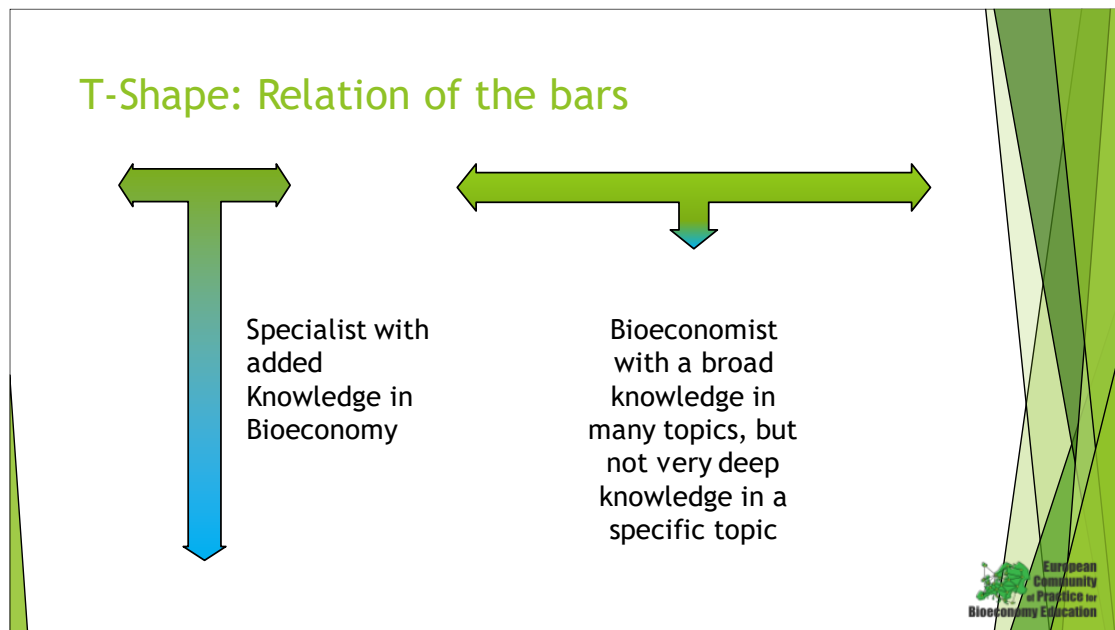 T-Shape: Relation of the bars
Specialist with
added
Knowledge in
Bioeconomy
Bioeconomist
with a broad
knowledge in
many topics, but
not very deep
knowledge in a
specific topic
European
Community
of Practice for
Bioeconomy Education